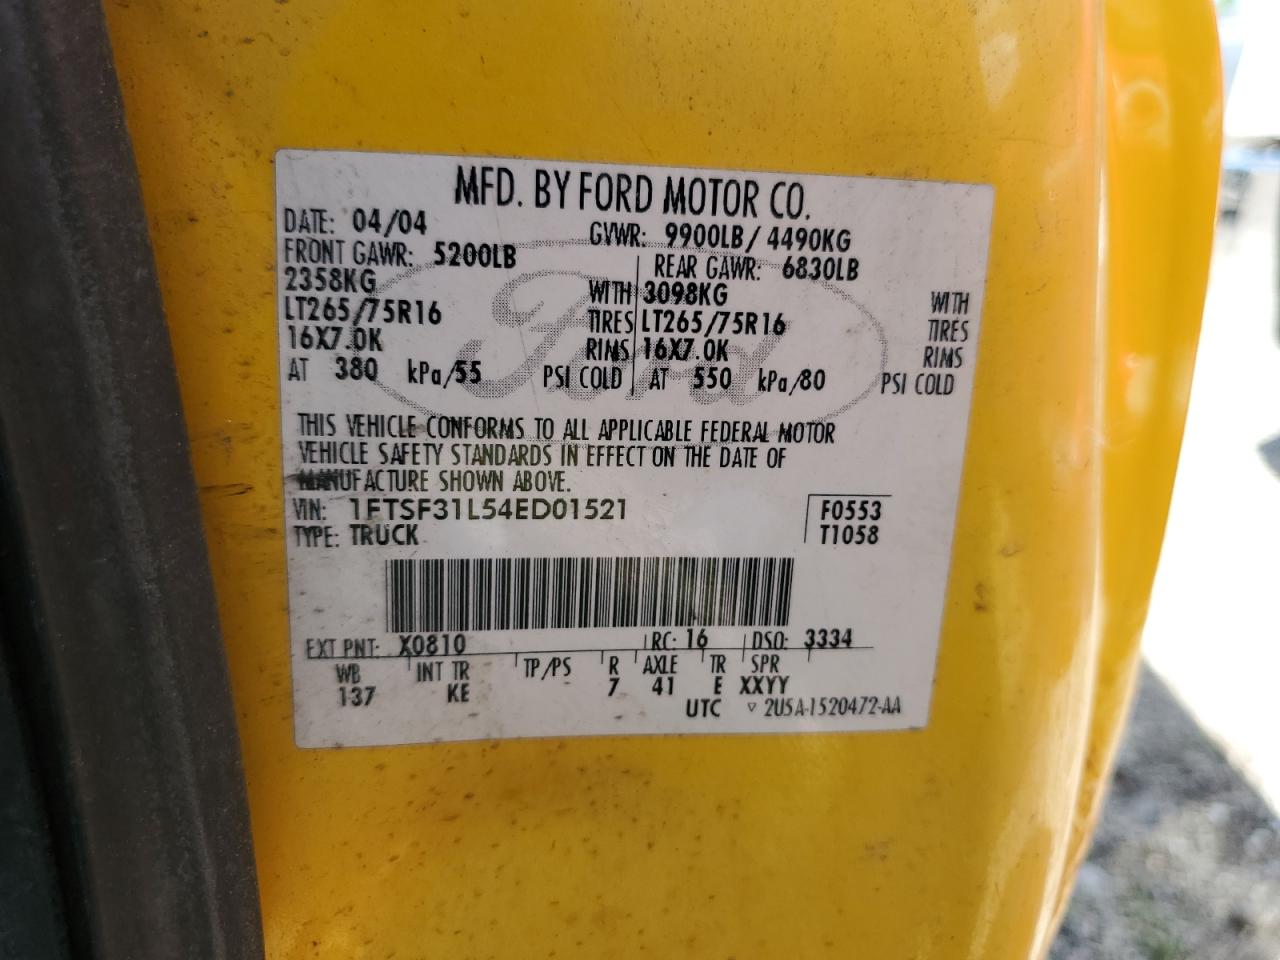 MFD. BY FORD MOTOR CO.
DATE: 04/04 GVWR: 9900LB/ 4490KG
FRONT GAWR: 5200LB REAR GAWR: 6830LB
2358KG WITH 3098KG WITH
LT265/75R16 TIRES LT265/75R16 TIRES
16X7.0K RIMS 16X7.0K RIMS
AT 380 kPa/55 PSI COLD AT 550 kPa/80 PSI COLD
Ford
THIS VEHICLE CONFORMS TO ALL APPLICABLE FEDERAL MOTOR
VEHICLE SAFETY STANDARDS IN EFFECT ON THE DATE OF
MANUFACTURE SHOWN ABOVE.
VIN: 1FTSF31L54ED01521 F0553
TYPE: TRUCK T1058
EXT PNT: X0810 RC: 16 DSO: 3334
WB INT TR TP/PS R AXLE TR SPR
137 KE 7 41 E XXYY
UTC ▿ 2U5A-1520472-AA